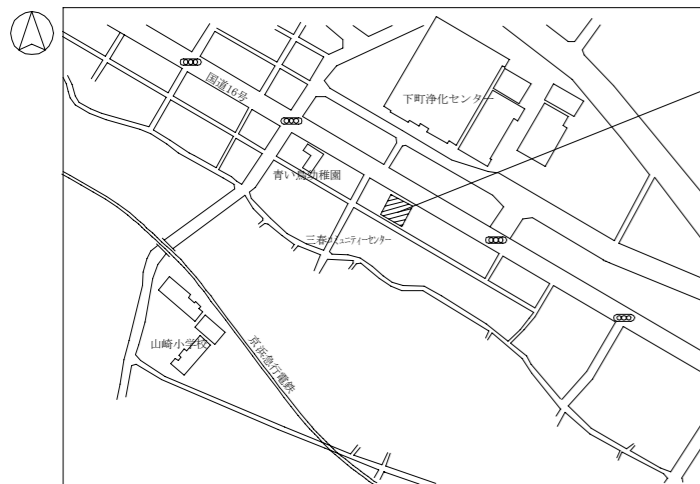 国道16号
下町浄化センター
青い鳥幼稚園
三春コミュニティーセンター
山崎小学校
京浜急行電鉄